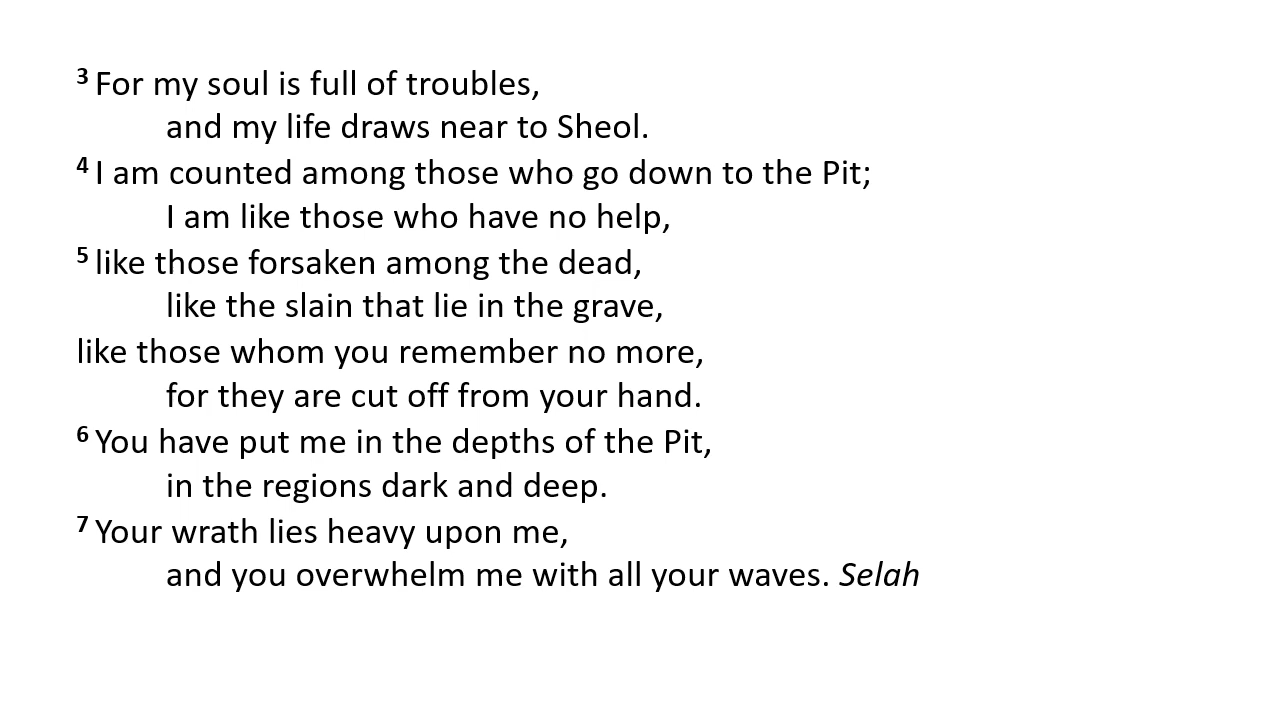 3 For my soul is full of troubles,
and my life draws near to Sheol.
4 I am counted among those who go down to the Pit;
I am like those who have no help,
5 like those forsaken among the dead,
like the slain that lie in the grave,
like those whom you remember no more,
for they are cut off from your hand.
6 You have put me in the depths of the Pit,
in the regions dark and deep.
7 Your wrath lies heavy upon me,
and you overwhelm me with all your waves. Selah